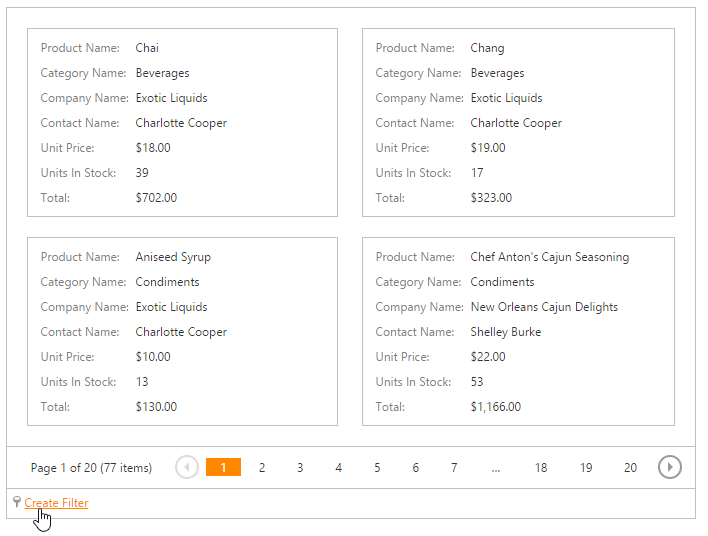 Product Name: Chai
Category Name: Beverages
Company Name: Exotic Liquids
Contact Name: Charlotte Cooper
Unit Price: $18.00
Units In Stock: 39
Total: $702.00
Product Name: Chang
Category Name: Beverages
Company Name: Exotic Liquids
Contact Name: Charlotte Cooper
Unit Price: $19.00
Units In Stock: 17
Total: $323.00
Product Name: Aniseed Syrup
Category Name: Condiments
Company Name: Exotic Liquids
Contact Name: Charlotte Cooper
Unit Price: $10.00
Units In Stock: 13
Total: $130.00
Product Name: Chef Anton's Cajun Seasoning
Category Name: Condiments
Company Name: New Orleans Cajun Delights
Contact Name: Shelley Burke
Unit Price: $22.00
Units In Stock: 53
Total: $1,166.00
Page 1 of 20 (77 items) 1 2 3 4 5 6 7 ... 18 19 20
Create Filter